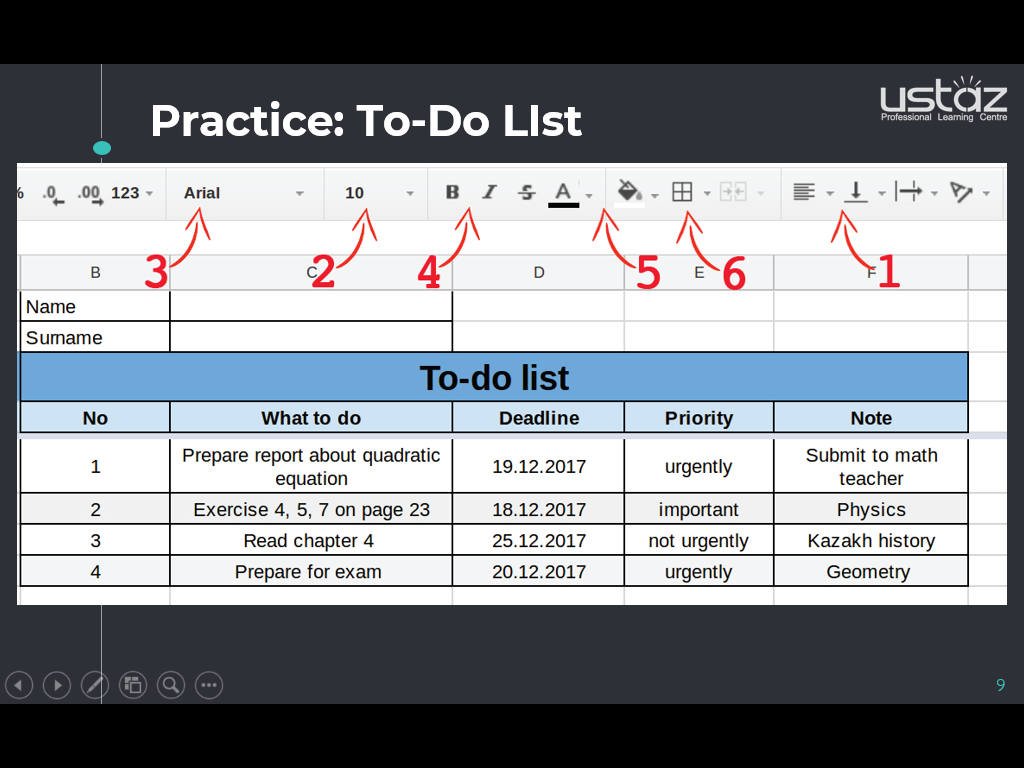 ustaz
Professional Learning Centre
Practice: To-Do LIst
% .0 .00 123 Arial 10 B I S A
3 2 4 5 6 1
B C D E F
Name
Surname
To-do list
No What to do Deadline Priority Note
1 Prepare report about quadratic equation 19.12.2017 urgently Submit to math teacher
2 Exercise 4, 5, 7 on page 23 18.12.2017 important Physics
3 Read chapter 4 25.12.2017 not urgently Kazakh history
4 Prepare for exam 20.12.2017 urgently Geometry
9